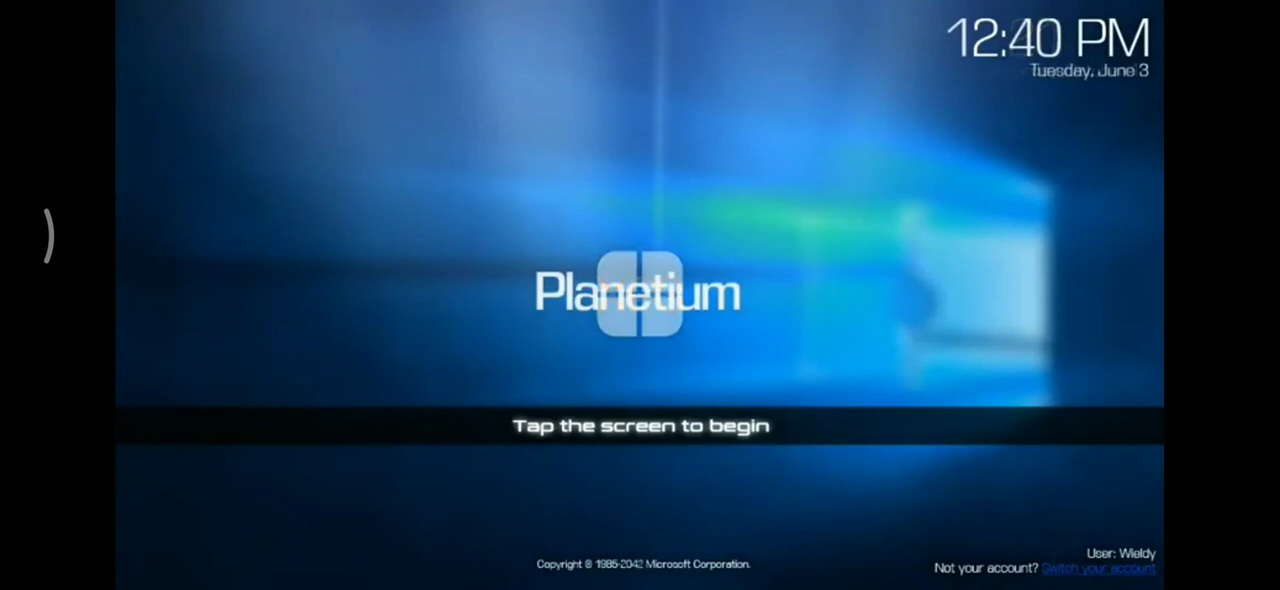 12:40 PM
Tuesday, June 3
Planetium
Tap the screen to begin
Copyright © 1985-2042 Microsoft Corporation.
User: Wieldy
Not your account? Switch your account